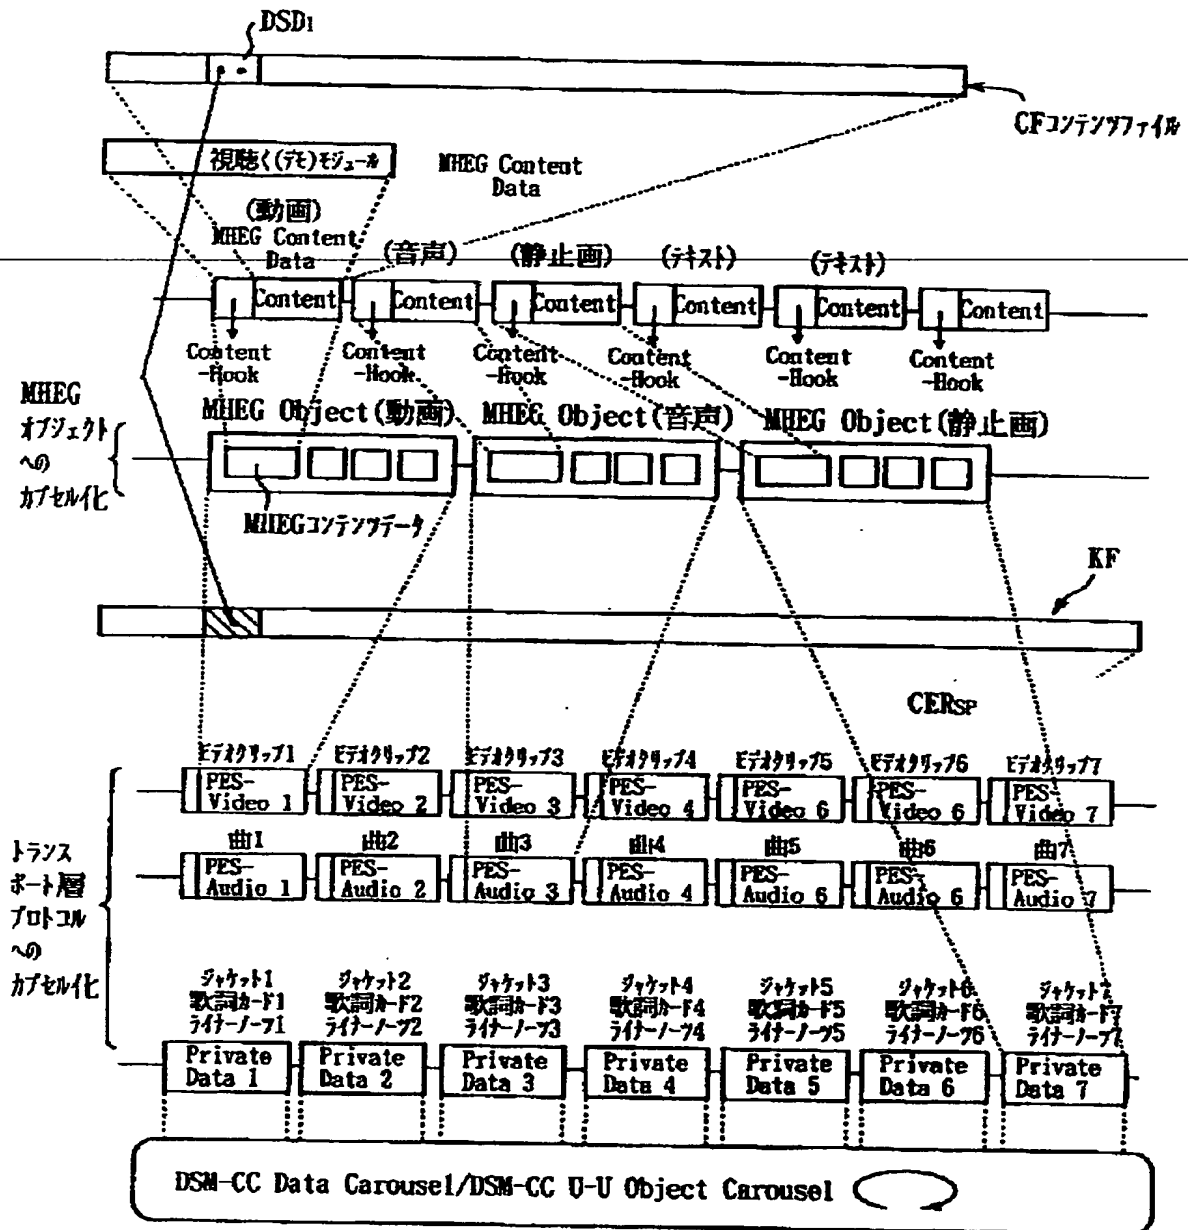 DSD1
CFコンテンツファイル
視聴く(デモ)モジュール
MHEG Content
Data
(動画)
MHEG Content
Data
(音声)
(静止画)
(テキスト)
(テキスト)
Content
Content
Content
Content
Content
Content
Content
-Hook
Content
-Hook
Content
-Hook
Content
-Hook
Content
-Hook
Content
-Hook
MHEG
オブジェクト
への
カプセル化
MHEG Object(動画)
MHEG Object(音声)
MHEG Object(静止画)
MHEGコンテンツデータ
KF
CERSP
ビデオクリップ1
ビデオクリップ2
ビデオクリップ3
ビデオクリップ4
ビデオクリップ5
ビデオクリップ6
ビデオクリップ7
PES-
Video 1
PES-
Video 2
PES-
Video 3
PES-
Video 4
PES-
Video 6
PES-
Video 6
PES-
Video 7
トランス
ポート層
プロトコル
への
カプセル化
曲1
曲2
曲3
曲4
曲5
曲6
曲7
PES-
Audio 1
PES-
Audio 2
PES-
Audio 3
PES-
Audio 4
PES-
Audio 6
PES-
Audio 6
PES-
Audio 7
ジャケット1
歌詞カード1
ライナーノーツ1
ジャケット2
歌詞カード2
ライナーノーツ2
ジャケット3
歌詞カード3
ライナーノーツ3
ジャケット4
歌詞カード4
ライナーノーツ4
ジャケット5
歌詞カード5
ライナーノーツ5
ジャケット6
歌詞カード6
ライナーノーツ6
ジャケット7
歌詞カード7
ライナーノーツ7
Private
Data 1
Private
Data 2
Private
Data 3
Private
Data 4
Private
Data 5
Private
Data 6
Private
Data 7
DSM-CC Data Carousel/DSM-CC U-U Object Carousel